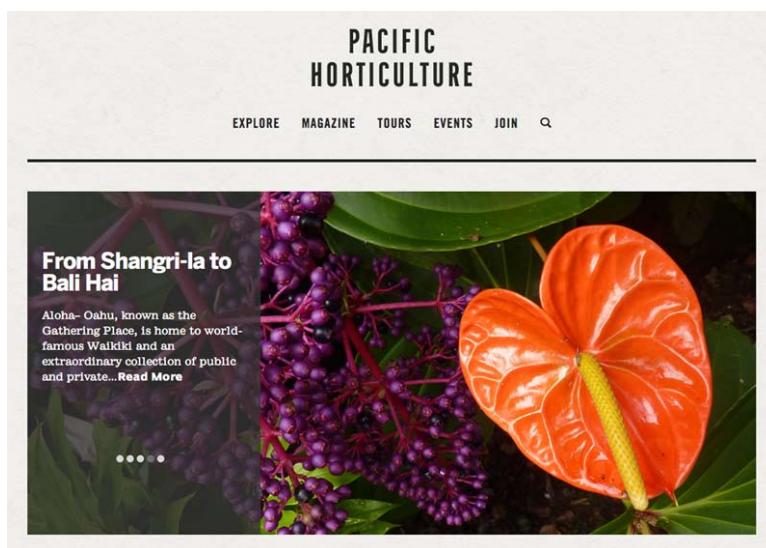 PACIFIC
HORTICULTURE
EXPLORE MAGAZINE TOURS EVENTS JOIN
From Shangri-la to
Bali Hai
Aloha– Oahu, known as the
Gathering Place, is home to world-
famous Waikiki and an
extraordinary collection of public
and private...Read More